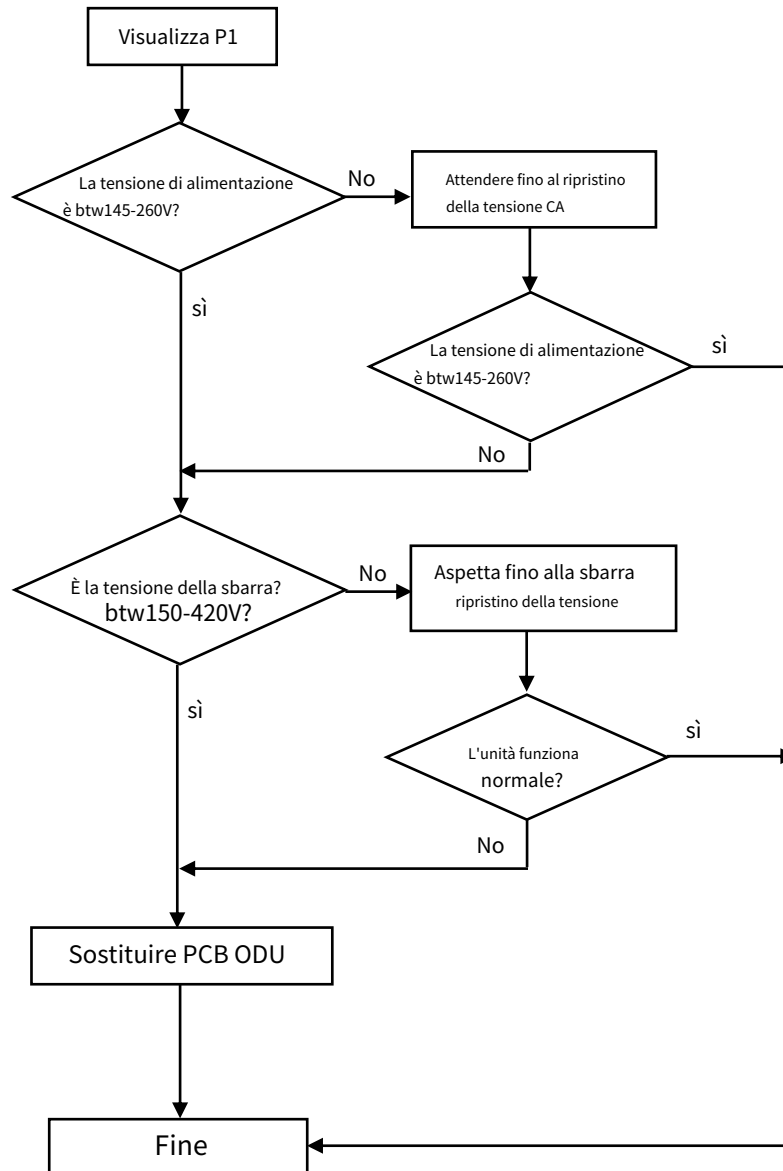 Visualizza P1
La tensione di alimentazione
è btw145-260V?
No
Attendere fino al ripristino
della tensione CA
sì
La tensione di alimentazione
è btw145-260V?
sì
No
È la tensione della sbarra?
btw150-420V?
No
Aspetta fino alla sbarra
ripristino della tensione
sì
L'unità funziona
normale?
sì
No
Sostituire PCB ODU
Fine